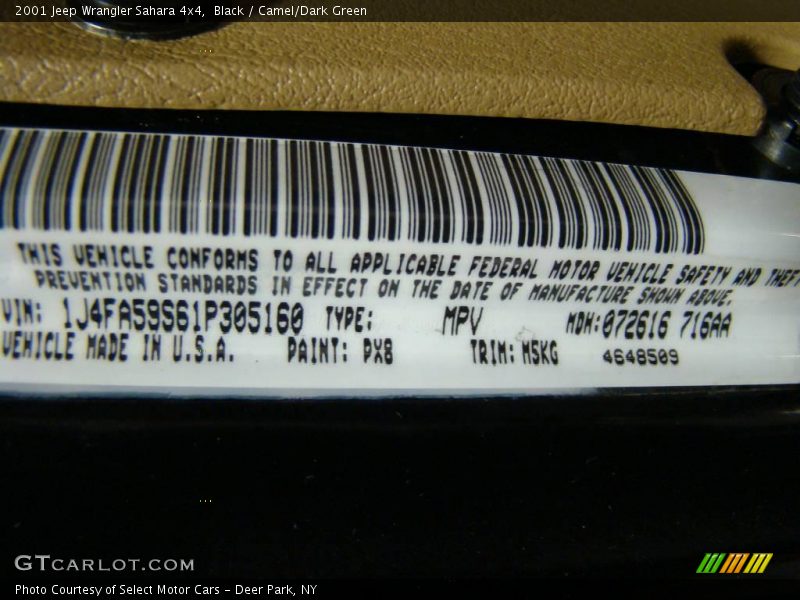 2001 Jeep Wrangler Sahara 4x4,  Black / Camel/Dark Green
THIS VEHICLE CONFORMS TO ALL APPLICABLE FEDERAL MOTOR VEHICLE SAFETY AND THEFT
PREVENTION STANDARDS IN EFFECT ON THE DATE OF MANUFACTURE SHOWN ABOVE.
VIN: 1J4FA59S61P305160 TYPE: MPV MDH:072616 716AA
VEHICLE MADE IN U.S.A. PAINT: PX8 TRIM: M5KG 4648509
GTCARLOT.COM
Photo Courtesy of Select Motor Cars - Deer Park, NY